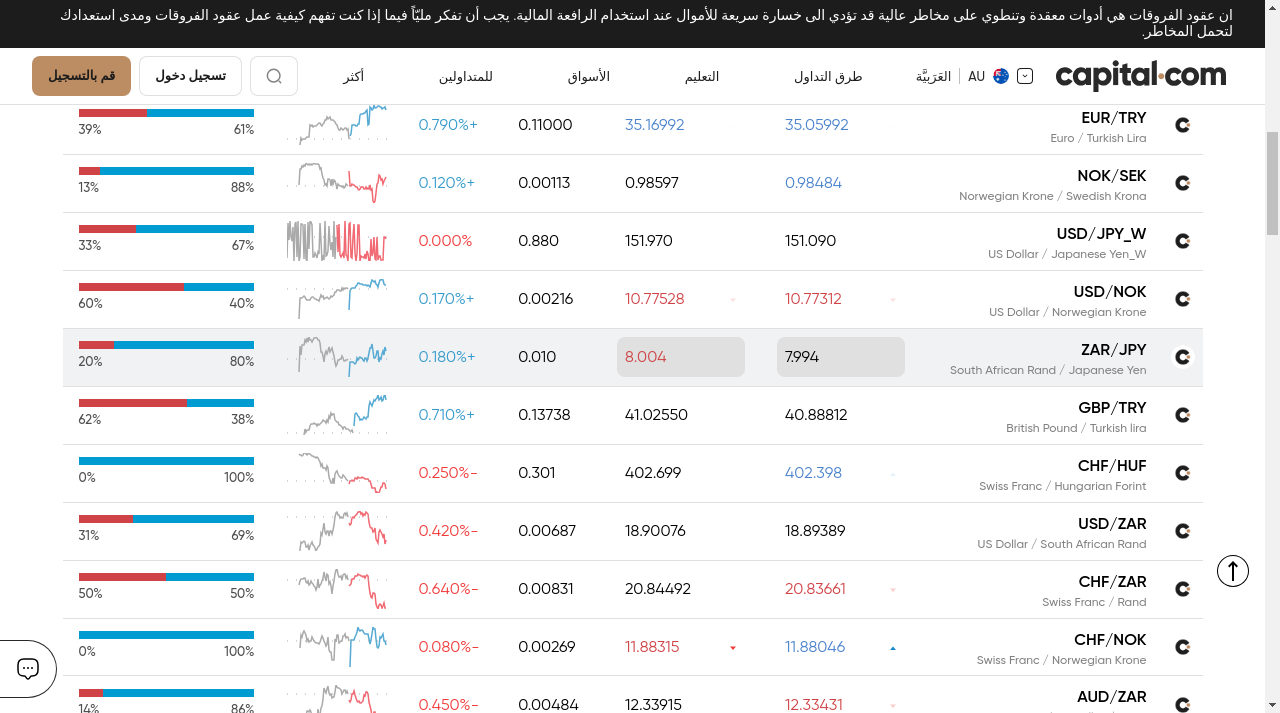 ان عقود الفروقات هي أدوات معقدة وتنطوي على مخاطر عالية قد تؤدي الى خسارة سريعة للأموال عند استخدام الرافعة المالية. يجب أن تفكر مليّاً فيما إذا كنت تفهم كيفية عمل عقود الفروقات ومدى استعدادك
لتحمل المخاطر.
capital.com AU العَرَبيَّة طرق التداول التعليم الأسواق للمتداولين أكثر تسجيل دخول قم بالتسجيل
EUR/TRY 35.05992 35.16992 0.11000 0.790%+
Euro / Turkish Lira 61% 39%
NOK/SEK 0.98484 0.98597 0.00113 0.120%+
Norwegian Krone / Swedish Krona 88% 13%
USD/JPY_W 151.090 151.970 0.880 0.000%
US Dollar / Japanese Yen_W 67% 33%
USD/NOK 10.77312 10.77528 0.00216 0.170%+
US Dollar / Norwegian Krone 40% 60%
ZAR/JPY 7.994 8.004 0.010 0.180%+
South African Rand / Japanese Yen 80% 20%
GBP/TRY 40.88812 41.02550 0.13738 0.710%+
British Pound / Turkish lira 38% 62%
CHF/HUF 402.398 402.699 0.301 0.250%−
Swiss Franc / Hungarian Forint 100% 0%
USD/ZAR 18.89389 18.90076 0.00687 0.420%−
US Dollar / South African Rand 69% 31%
CHF/ZAR 20.83661 20.84492 0.00831 0.640%−
Swiss Franc / Rand 50% 50%
CHF/NOK 11.88046 11.88315 0.00269 0.080%−
Swiss Franc / Norwegian Krone 100% 0%
AUD/ZAR 12.33431 12.33915 0.00484 0.450%−
86% 14%